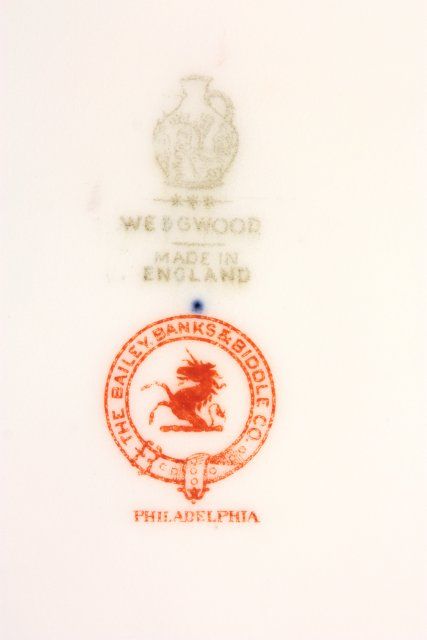 WEDGWOOD
MADE IN
ENGLAND
THE BAILEY, BANKS & BIDDLE CO.
PHILADELPHIA